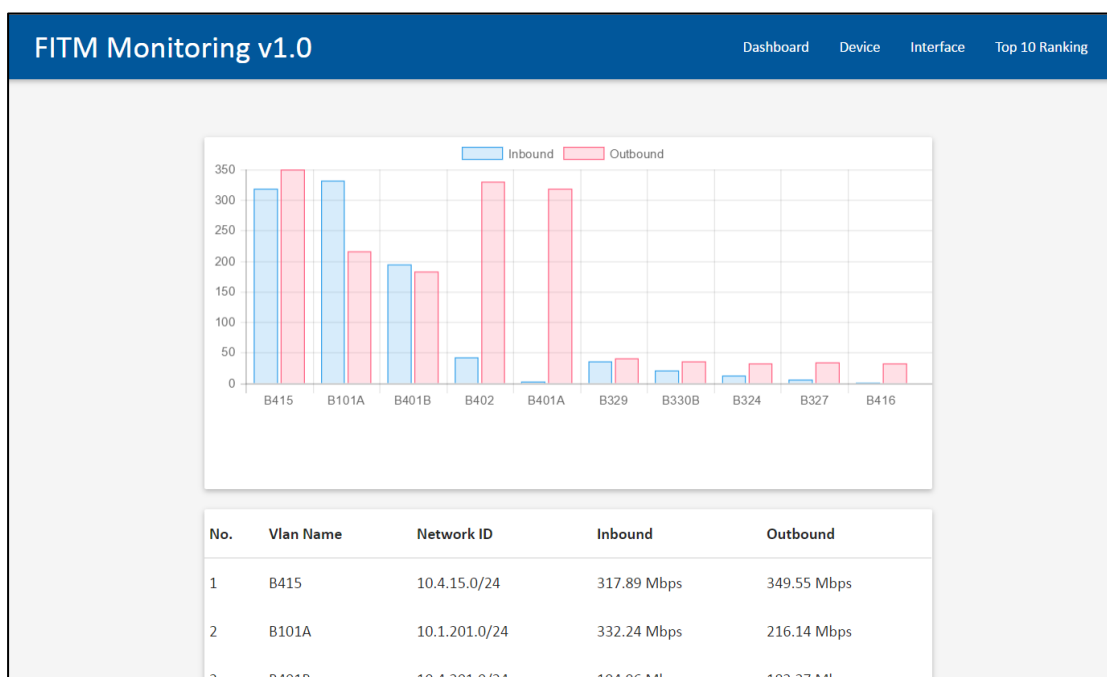 FITM Monitoring v1.0 Dashboard Device Interface Top 10 Ranking
Inbound Outbound
350
300
250
200
150
100
50
0
B415 B101A B401B B402 B401A B329 B330B B324 B327 B416
No. Vlan Name Network ID Inbound Outbound
1 B415 10.4.15.0/24 317.89 Mbps 349.55 Mbps
2 B101A 10.1.201.0/24 332.24 Mbps 216.14 Mbps